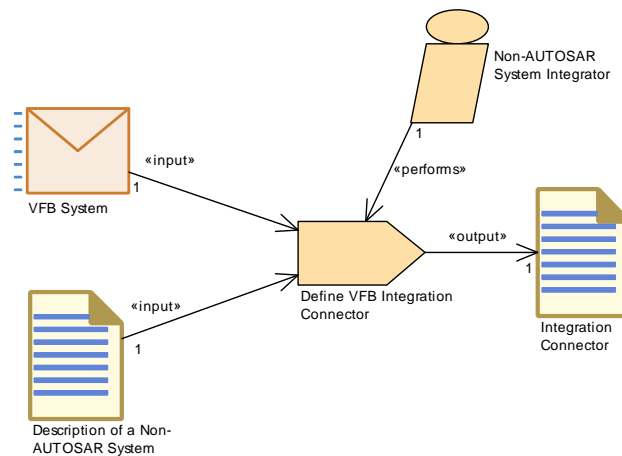 Non-AUTOSAR
System Integrator
1
«performs»
«input»
1
VFB System
«output»
1
Define VFB Integration
Connector
«input»
1
Integration
Connector
Description of a Non-
AUTOSAR System